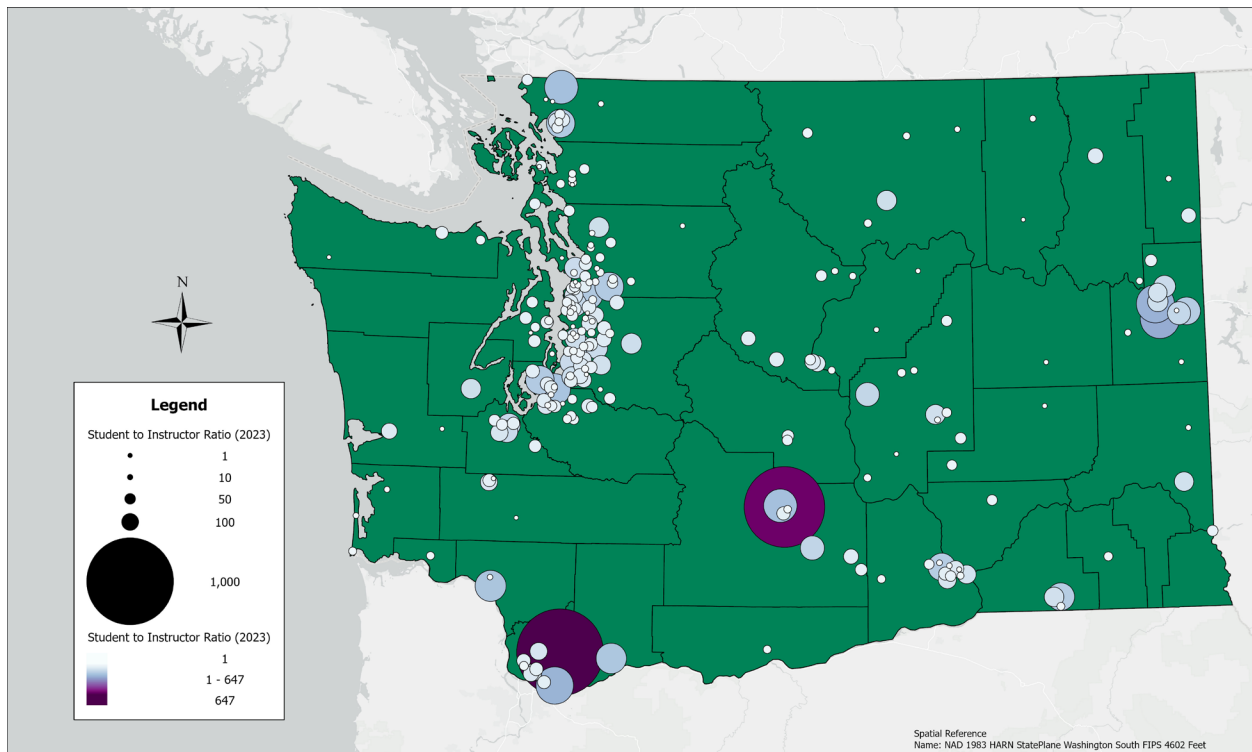 N
Legend
Student to Instructor Ratio (2023)
1
10
50
100
1,000
Student to Instructor Ratio (2023)
1
1 - 647
647
Spatial Reference
Name: NAD 1983 HARN StatePlane Washington South FIPS 4602 Feet